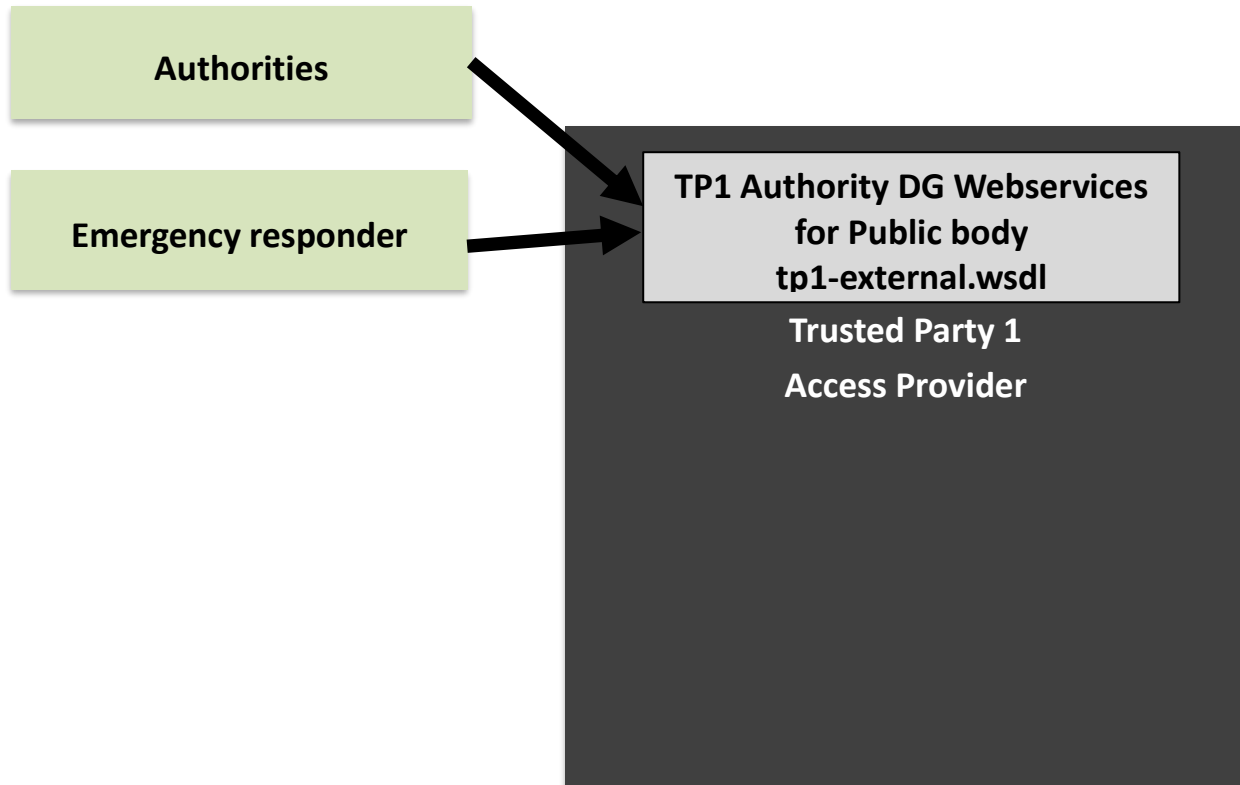 Authorities
Emergency responder
TP1 Authority DG Webservices
for Public body
tp1-external.wsdl
Trusted Party 1
Access Provider